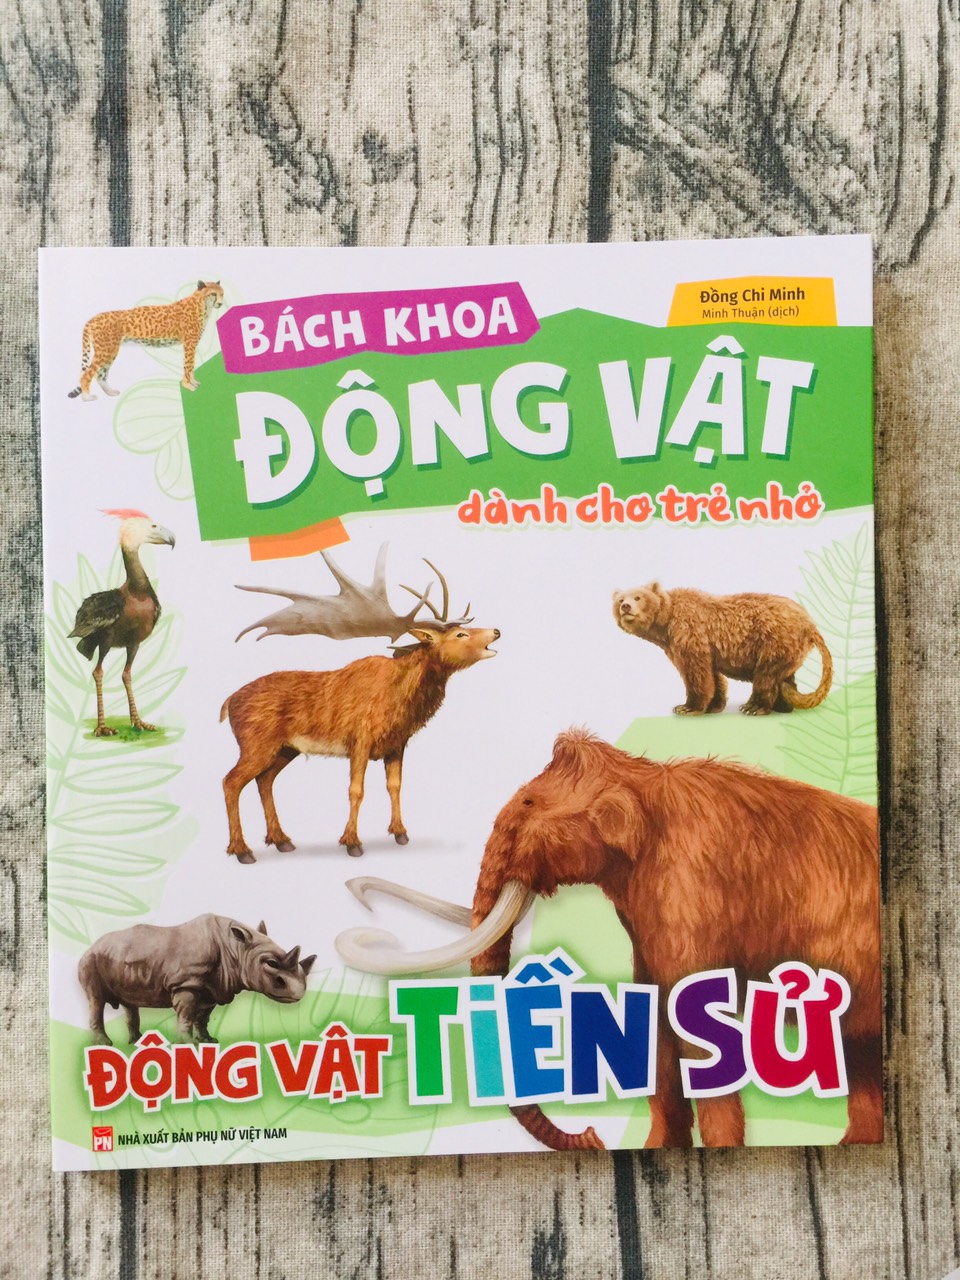 BÁCH KHOA
Đồng Chi Minh
Minh Thuận (dịch)
ĐỘNG VẬT
dành cho trẻ nhỏ
ĐỘNG VẬT TIỀN SỬ
PN NHÀ XUẤT BẢN PHỤ NỮ VIỆT NAM